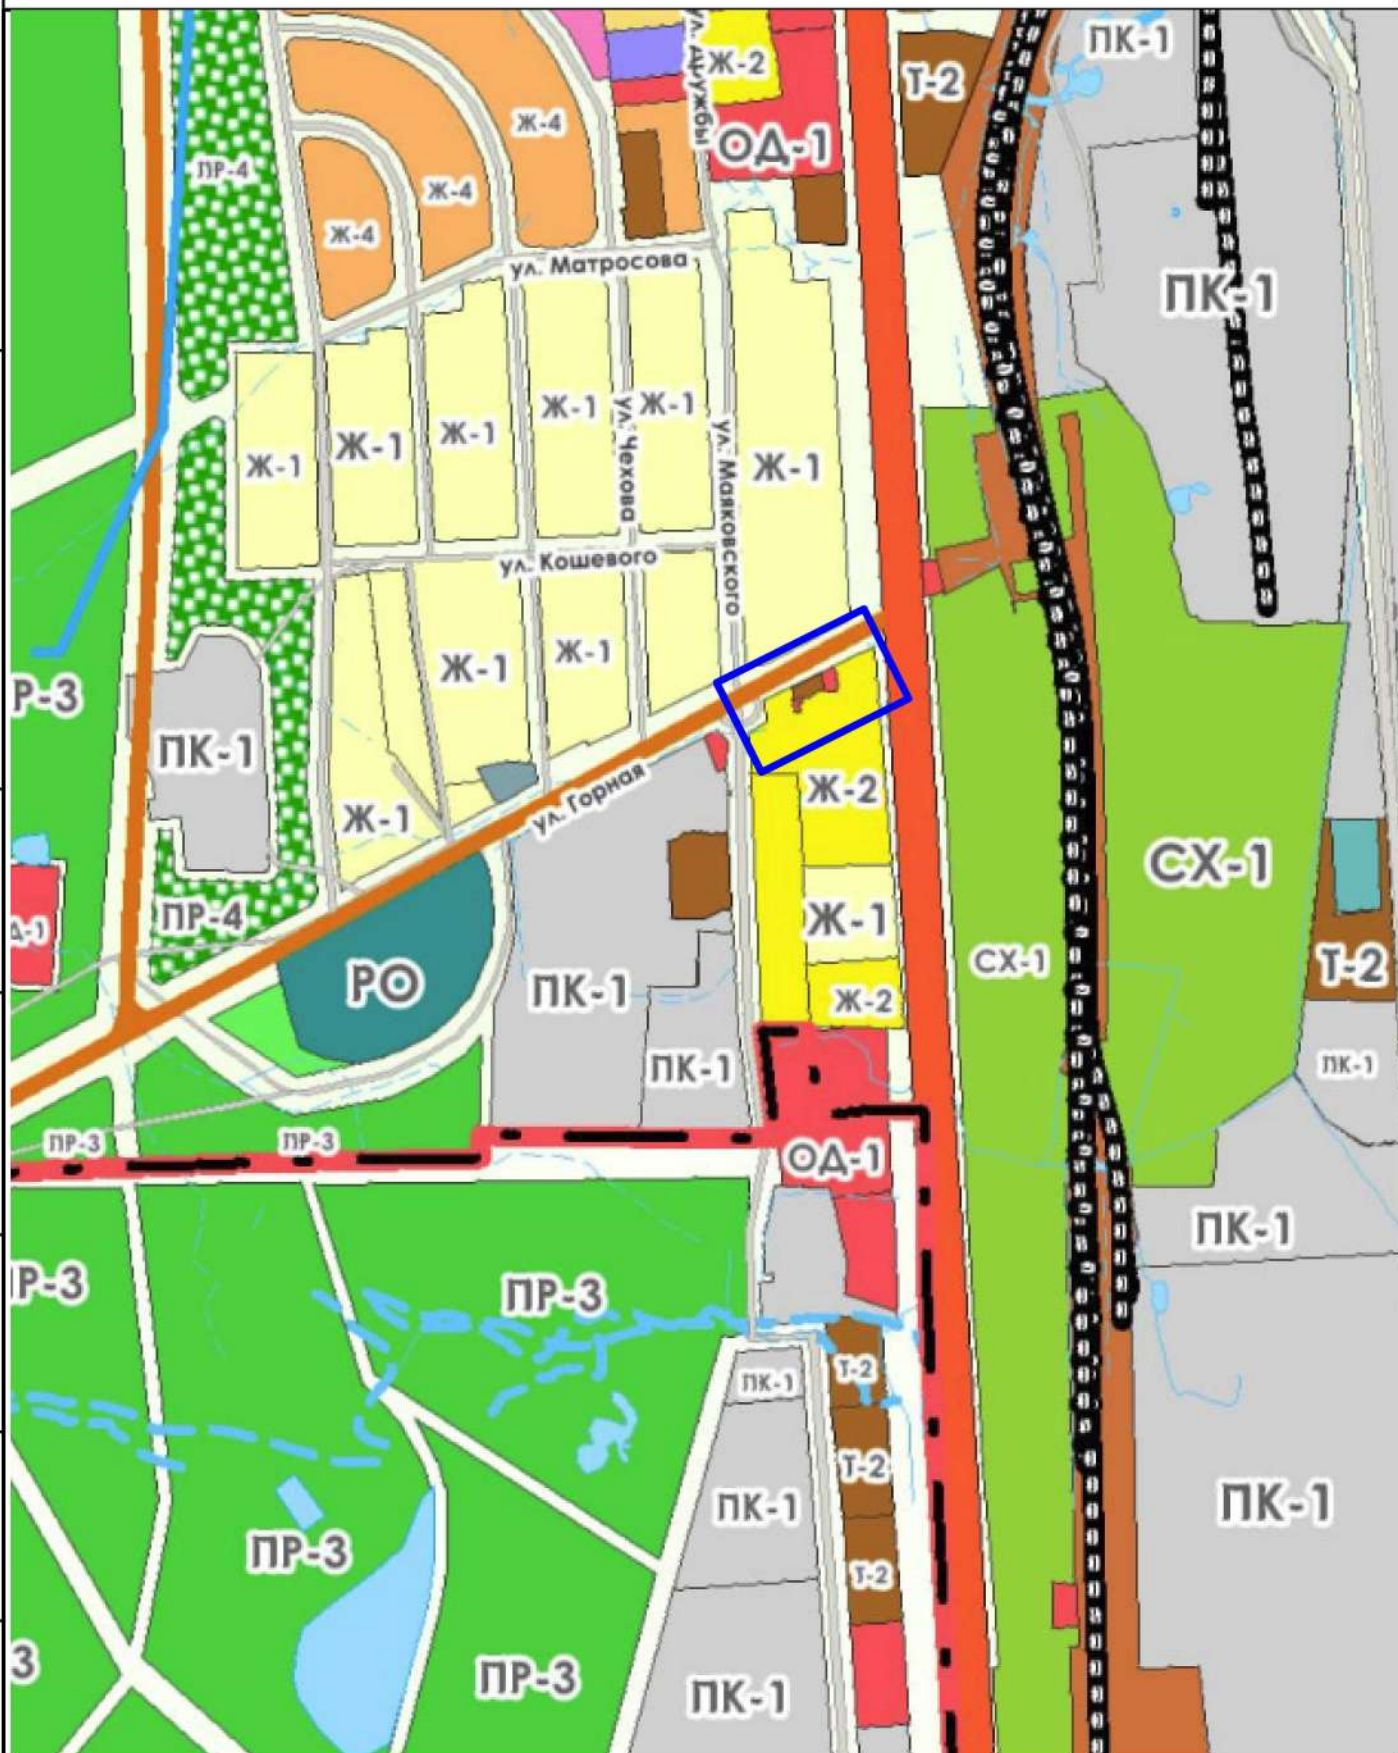 ПК-1
ул. Дружбы
Ж-2
Т-2
Ж-4
ОД-1
ПР-4
Ж-4
Ж-4
ул. Матросова
ПК-1
Ж-1
Ж-1
Ж-1
Ж-1
Ж-1
Ж-1
Ж-1
ул. Чехова
ул. Маяковского
ул. Кошевого
Ж-1
Ж-1
Р-3
ПК-1
Ж-2
ул. Горная
Ж-1
СХ-1
ПР-4
Ж-1
Д-1
СХ-1
Т-2
РО
ПК-1
Ж-2
ПК-1
ПК-1
ПР-3
ПР-3
ОД-1
ПК-1
ПР-3
ПР-3
Т-2
ПК-1
Т-2
ПК-1
ПК-1
ПР-3
Т-2
3
ПР-3
ПК-1